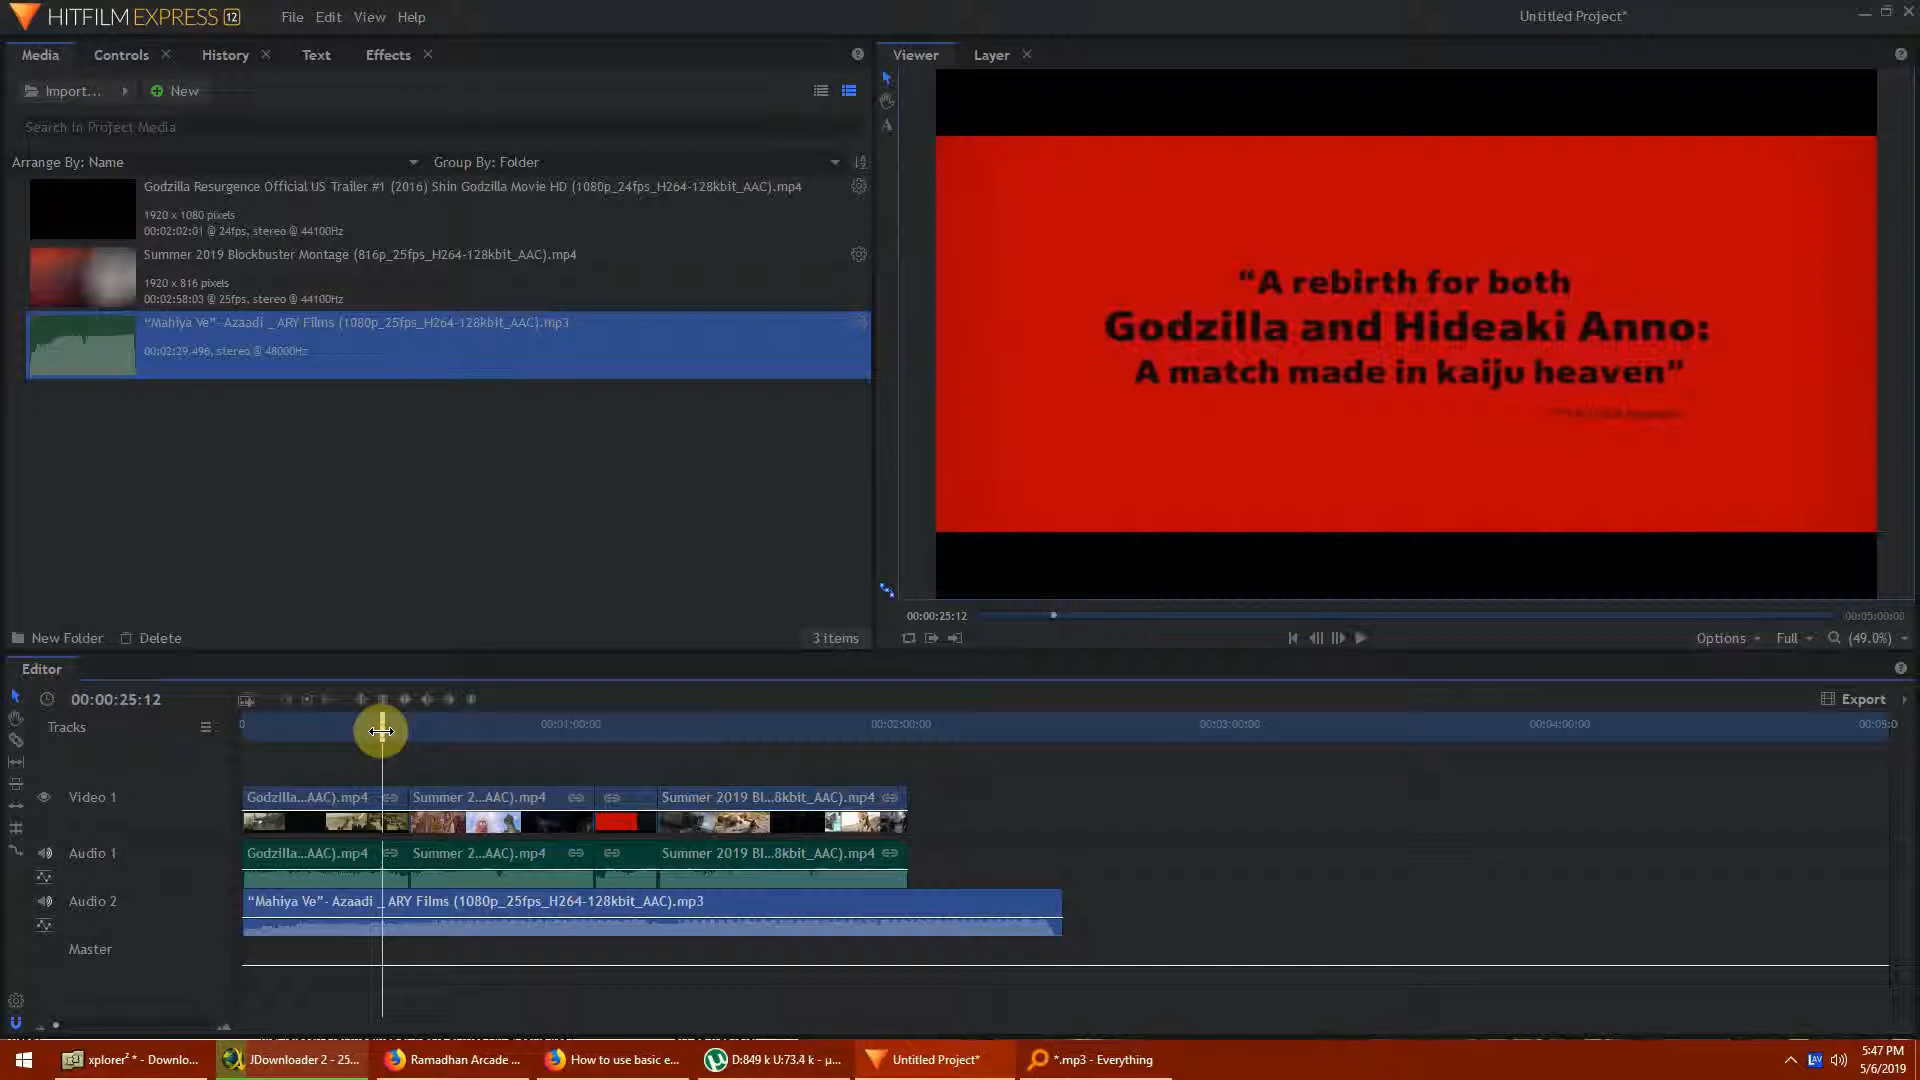 HITFILM EXPRESS 12
File Edit View Help
Untitled Project*
Media Controls History Text Effects
Viewer Layer
Import... New
Search in Project Media
Arrange By: Name Group By: Folder
Godzilla Resurgence Official US Trailer #1 (2016) Shin Godzilla Movie HD (1080p_24fps_H264-128kbit_AAC).mp4
1920 x 1080 pixels
00:02:02:01 @ 24fps, stereo @ 44100Hz
Summer 2019 Blockbuster Montage (816p_25fps_H264-128kbit_AAC).mp4
1920 x 816 pixels
00:02:58:03 @ 25fps, stereo @ 44100Hz
“Mahiya Ve”- Azaadi _ ARY Films (1080p_25fps_H264-128kbit_AAC).mp3
00:02:29.496, stereo @ 48000Hz
“A rebirth for both
Godzilla and Hideaki Anno:
A match made in kaiju heaven”
00:00:25:12 00:05:00:00
New Folder Delete 3 items
Options Full (49.0%)
Editor
00:00:25:12
Export
Tracks
0 00:01:00:00 00:02:00:00 00:03:00:00 00:04:00:00 00:05:0
Video 1 Godzilla...AAC).mp4 Summer 2...AAC).mp4 Summer 2019 Bl...8kbit_AAC).mp4
Audio 1 Godzilla...AAC).mp4 Summer 2...AAC).mp4 Summer 2019 Bl...8kbit_AAC).mp4
Audio 2 “Mahiya Ve”- Azaadi _ ARY Films (1080p_25fps_H264-128kbit_AAC).mp3
Master
xplorer² * - Downlo... JDownloader 2 - 25... Ramadhan Arcade ... How to use basic e... D:849 k U:73.4 k - µ... Untitled Project* *.mp3 - Everything
LAV
5:47 PM
5/6/2019